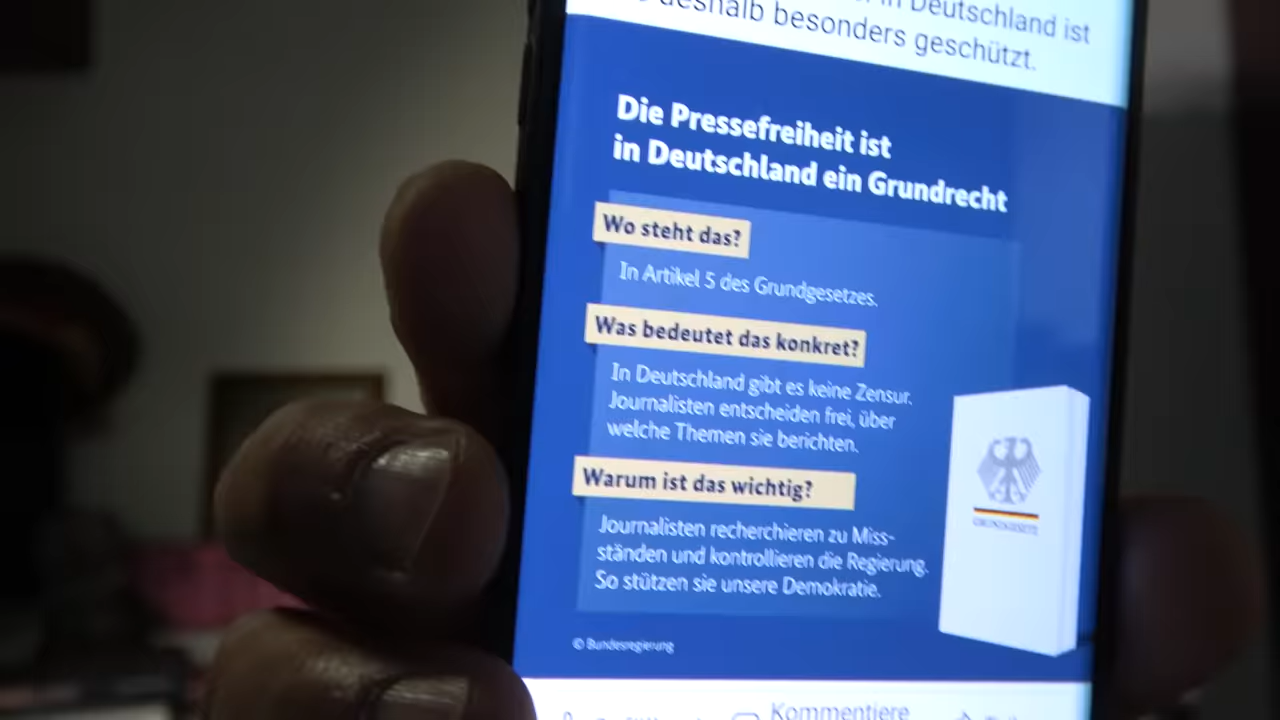 in Deutschland ist
deshalb besonders geschützt.
Die Pressefreiheit ist
in Deutschland ein Grundrecht
Wo steht das?
In Artikel 5 des Grundgesetzes.
Was bedeutet das konkret?
In Deutschland gibt es keine Zensur.
Journalisten entscheiden frei, über
welche Themen sie berichten.
Warum ist das wichtig?
Journalisten recherchieren zu Miss-
ständen und kontrollieren die Regierung.
So stützen sie unsere Demokratie.
GRUNDGESETZ
© Bundesregierung
Kommentiere